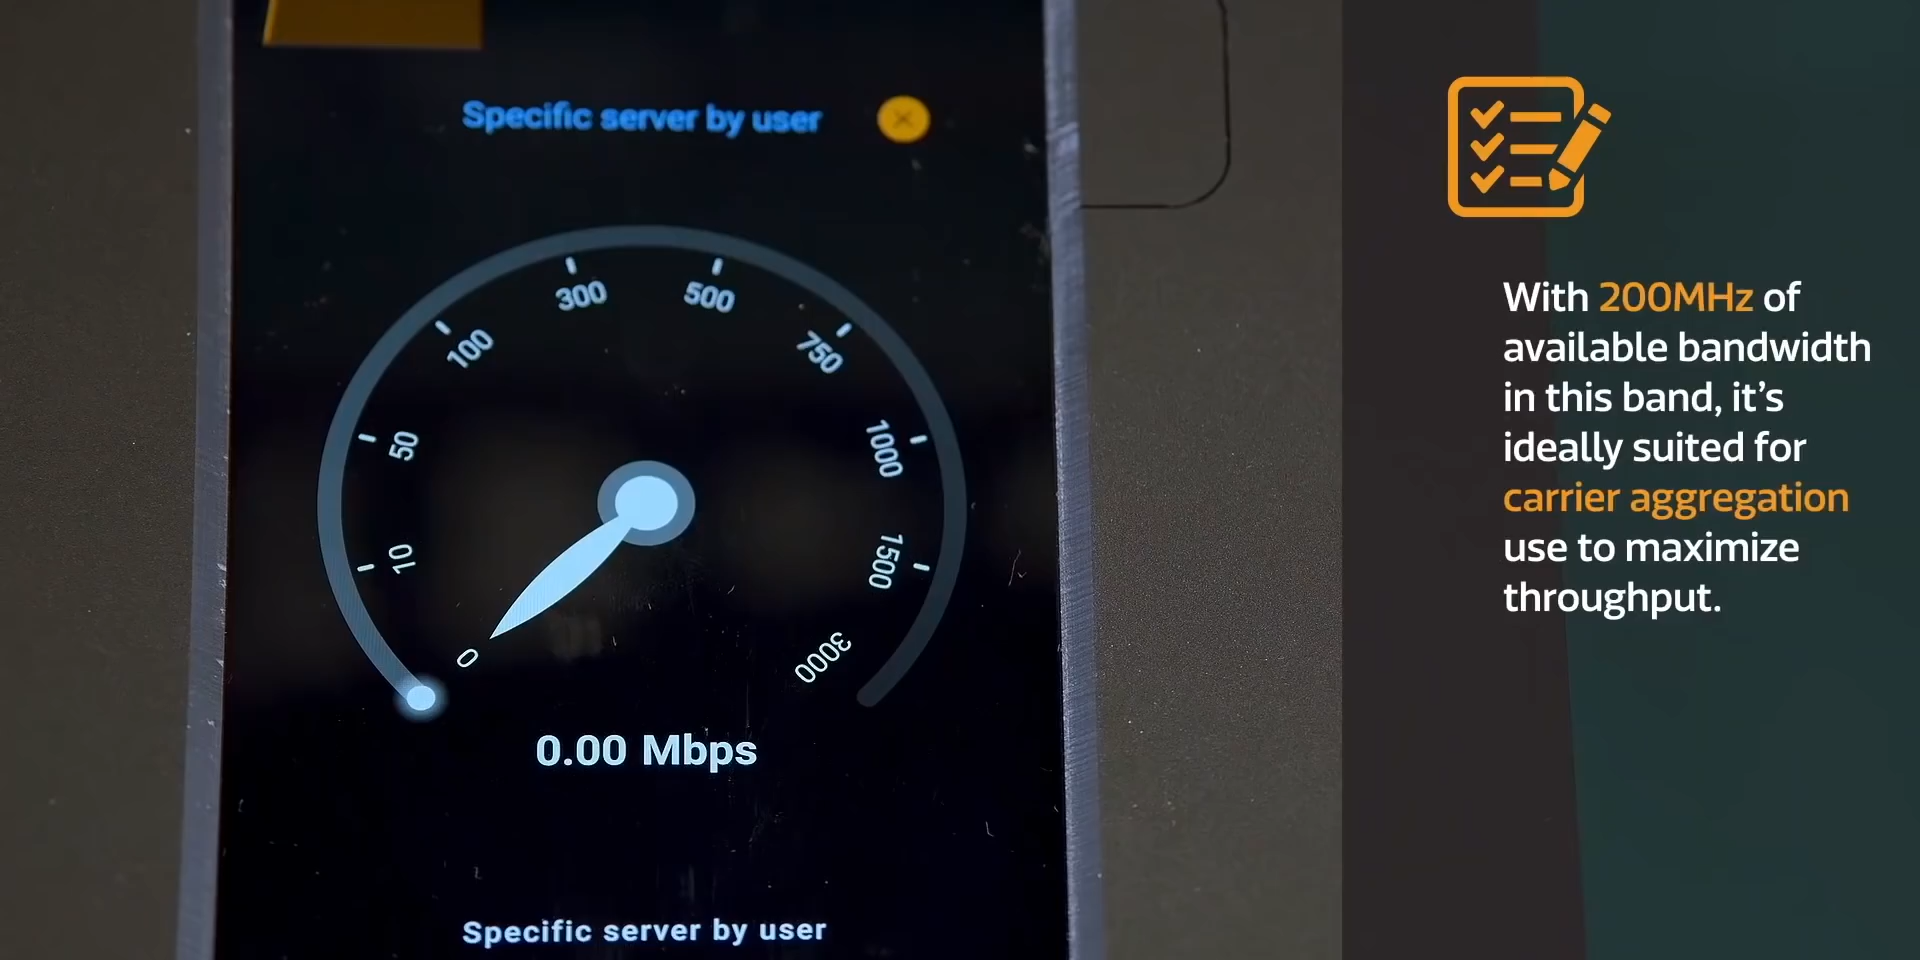 Specific server by user
0
10
50
100
300
500
750
1000
1500
3000
0.00 Mbps
Specific server by user
With 200MHz of
available bandwidth
in this band, it's
ideally suited for
carrier aggregation
use to maximize
throughput.